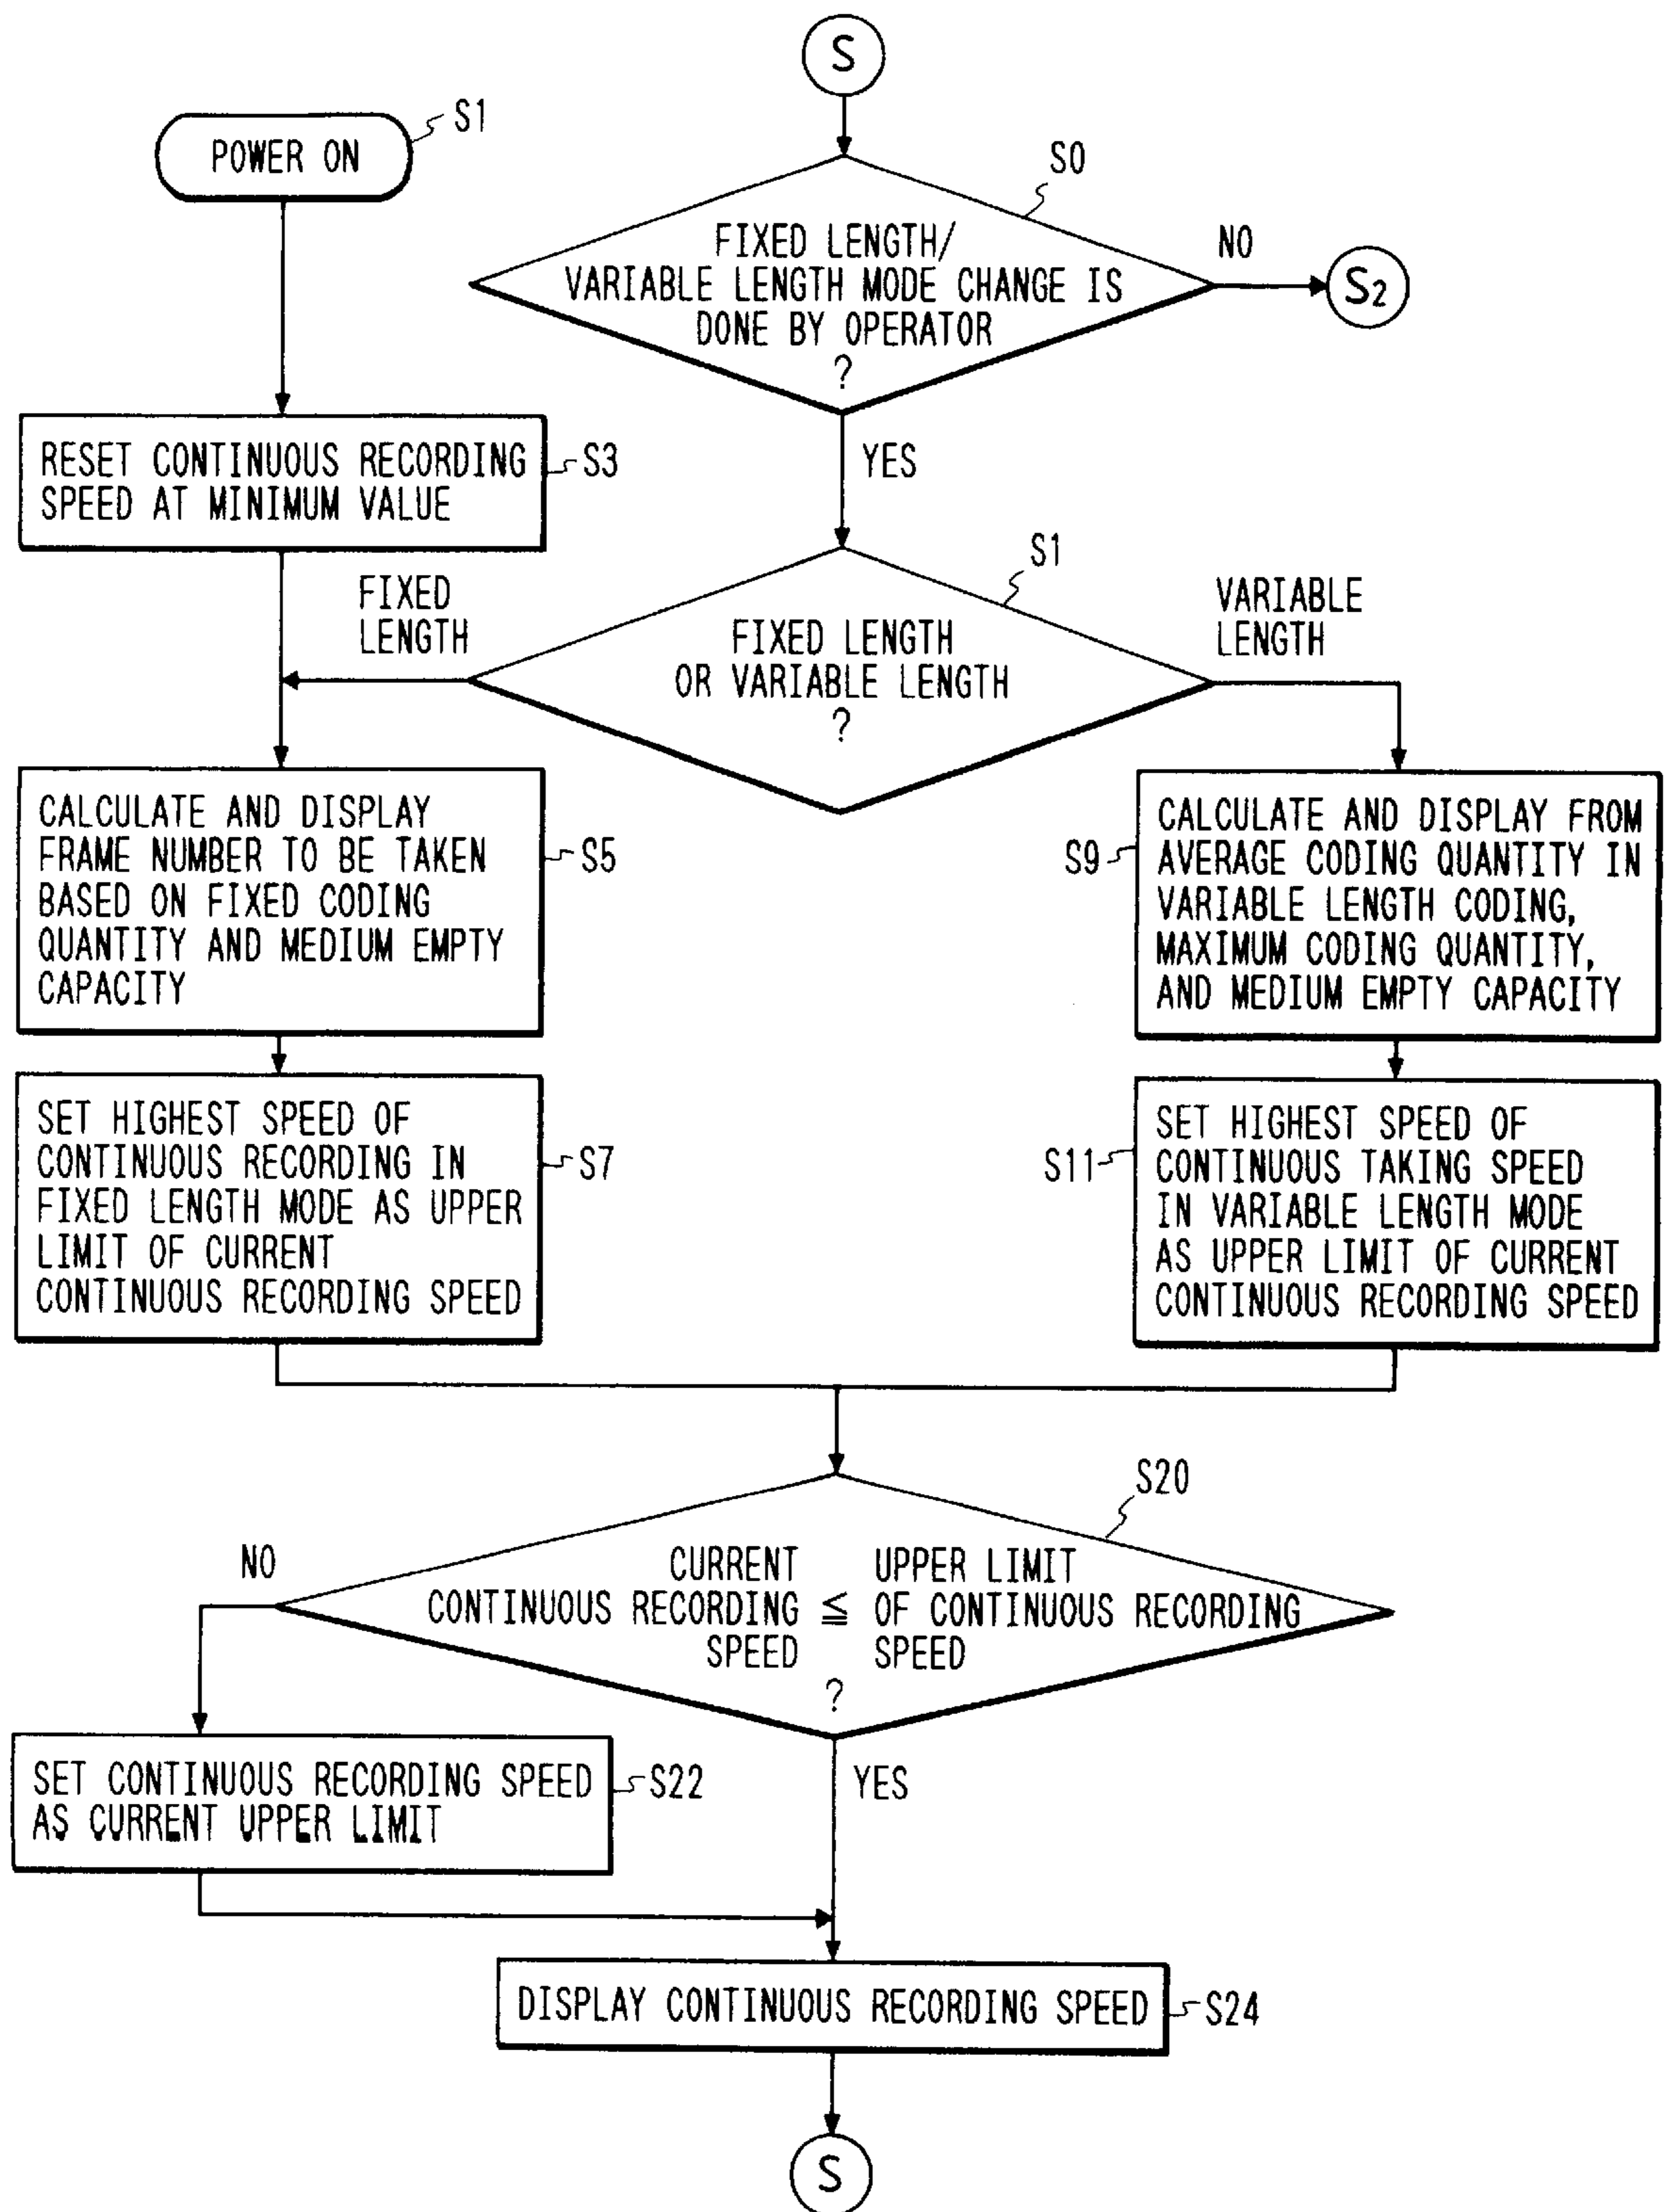 S
POWER ON
S1
S0
FIXED LENGTH/
VARIABLE LENGTH MODE CHANGE IS
DONE BY OPERATOR
?
NO
S2
YES
RESET CONTINUOUS RECORDING
SPEED AT MINIMUM VALUE
S3
S1
FIXED
LENGTH
FIXED LENGTH
OR VARIABLE LENGTH
?
VARIABLE
LENGTH
CALCULATE AND DISPLAY
FRAME NUMBER TO BE TAKEN
BASED ON FIXED CODING
QUANTITY AND MEDIUM EMPTY
CAPACITY
S5
S9
CALCULATE AND DISPLAY FROM
AVERAGE CODING QUANTITY IN
VARIABLE LENGTH CODING,
MAXIMUM CODING QUANTITY,
AND MEDIUM EMPTY CAPACITY
SET HIGHEST SPEED OF
CONTINUOUS RECORDING IN
FIXED LENGTH MODE AS UPPER
LIMIT OF CURRENT
CONTINUOUS RECORDING SPEED
S7
S11
SET HIGHEST SPEED OF
CONTINUOUS TAKING SPEED
IN VARIABLE LENGTH MODE
AS UPPER LIMIT OF CURRENT
CONTINUOUS RECORDING SPEED
S20
NO
CURRENT UPPER LIMIT
CONTINUOUS RECORDING ≦ OF CONTINUOUS RECORDING
SPEED SPEED
?
YES
SET CONTINUOUS RECORDING SPEED
AS CURRENT UPPER LIMIT
S22
DISPLAY CONTINUOUS RECORDING SPEED
S24
S